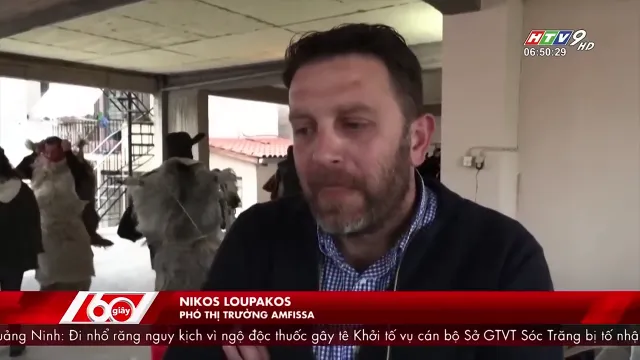 HTV9 HD
06:50:29
60 giây
NIKOS LOUPAKOS
PHÓ THỊ TRƯỞNG AMFISSA
uảng Ninh: Đi nhổ răng nguy kịch vì ngộ độc thuốc gây tê Khởi tố vụ cán bộ Sở GTVT Sóc Trăng bị tố nhậ